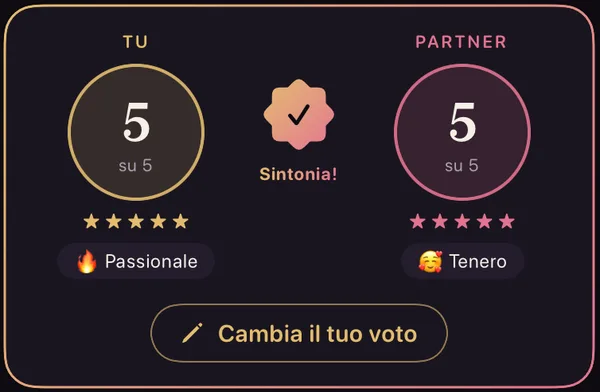 TU
PARTNER
5
su 5
Sintonia!
5
su 5
Passionale
Tenero
Cambia il tuo voto